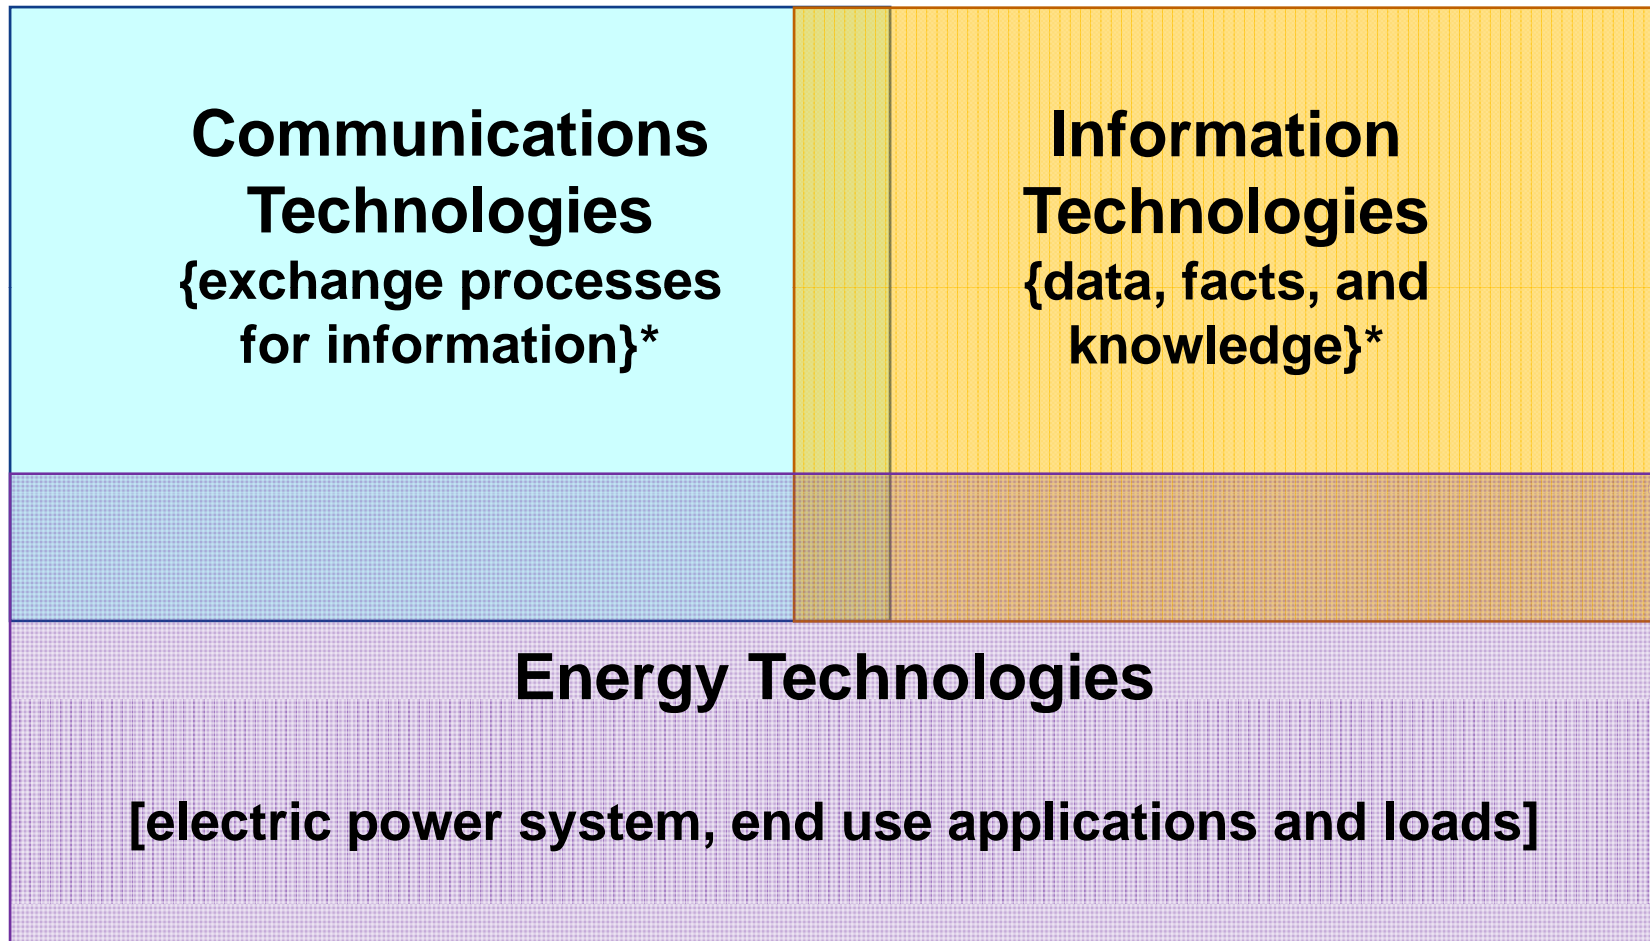 Communications
Technologies
{exchange processes
for information}*
Information
Technologies
{data, facts, and
knowledge}*
Energy Technologies
[electric power system, end use applications and loads]